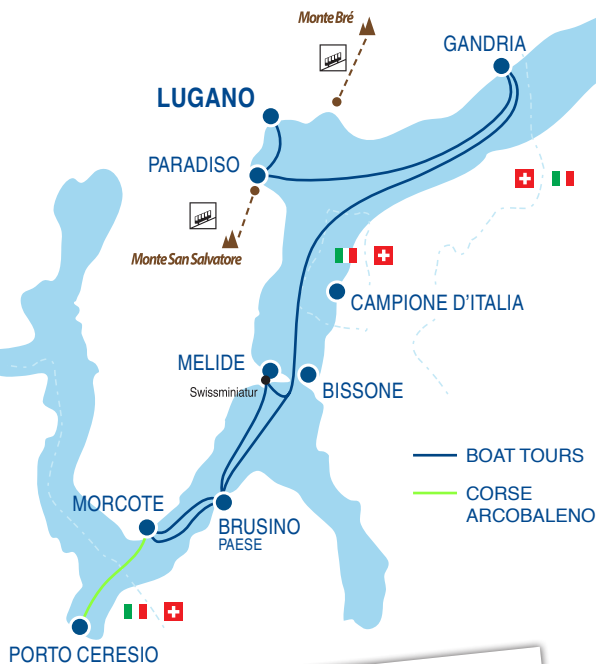 Monte Bré
GANDRIA
LUGANO
PARADISO
Monte San Salvatore
CAMPIONE D'ITALIA
MELIDE
Swissminiatur
BISSONE
BOAT TOURS
CORSE
ARCOBALENO
MORCOTE
BRUSINO
PAESE
PORTO CERESIO